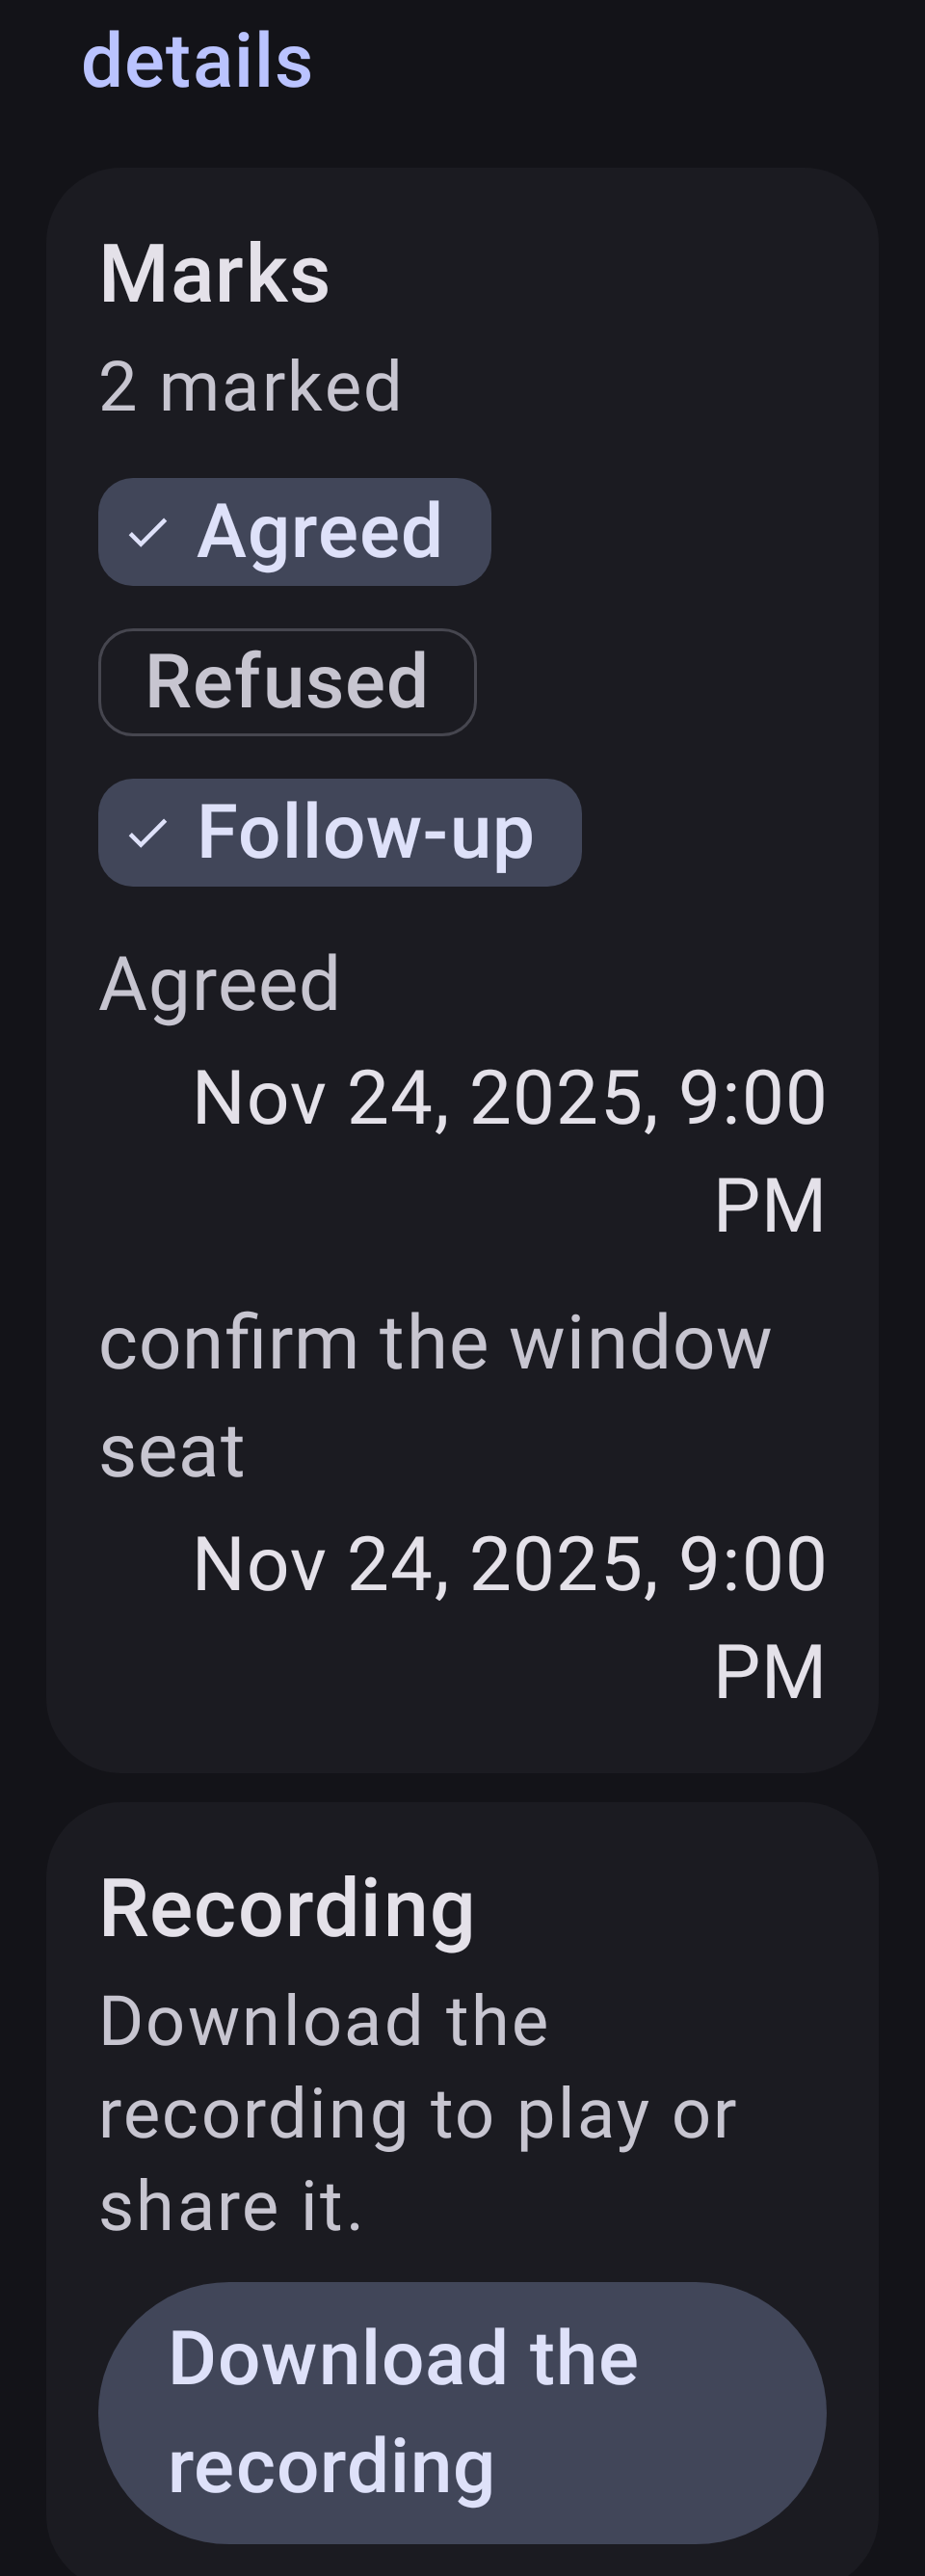 details
Marks
2 marked
Agreed
Refused
Follow-up
Agreed
Nov 24, 2025, 9:00
PM
confirm the window
seat
Nov 24, 2025, 9:00
PM
Recording
Download the
recording to play or
share it.
Download the
recording